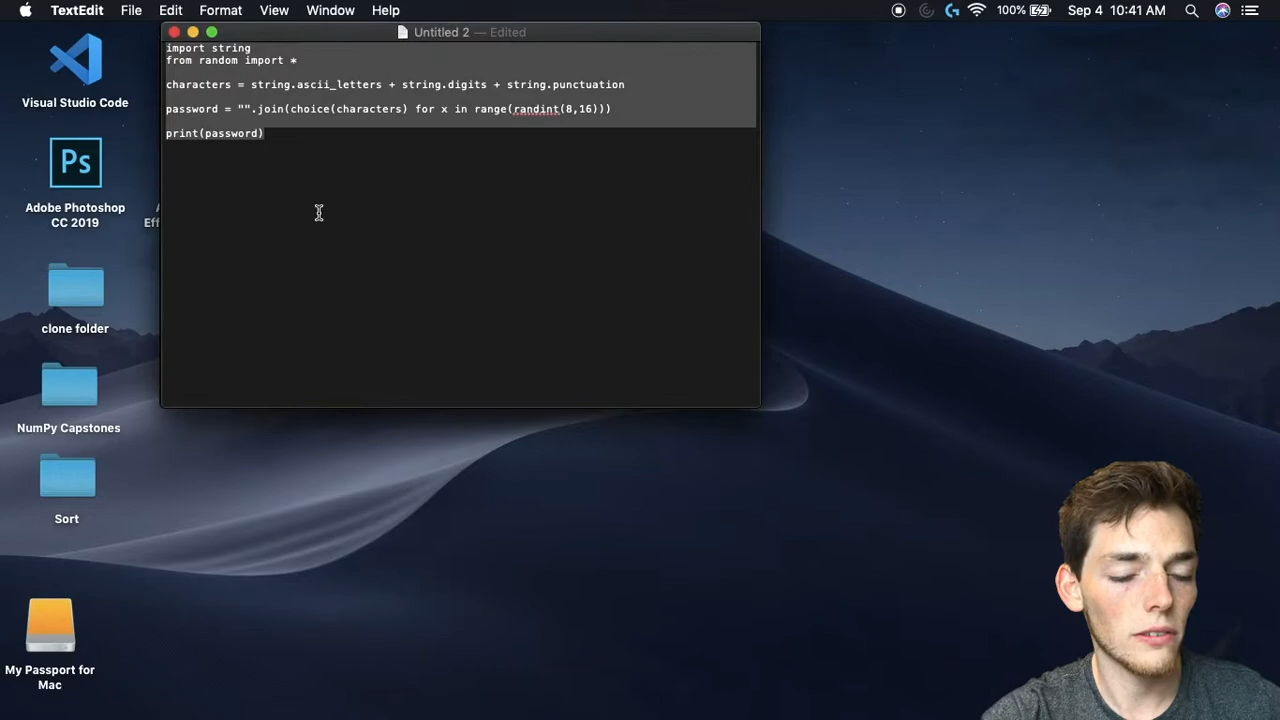 TextEdit File Edit Format View Window Help 100% Sep 4 10:41 AM
Untitled 2 — Edited
import string
from random import *
characters = string.ascii_letters + string.digits + string.punctuation
password = "".join(choice(characters) for x in range(randint(8,16)))
print(password)
Visual Studio Code
Ps
Adobe Photoshop
CC 2019
clone folder
NumPy Capstones
Sort
My Passport for
Mac